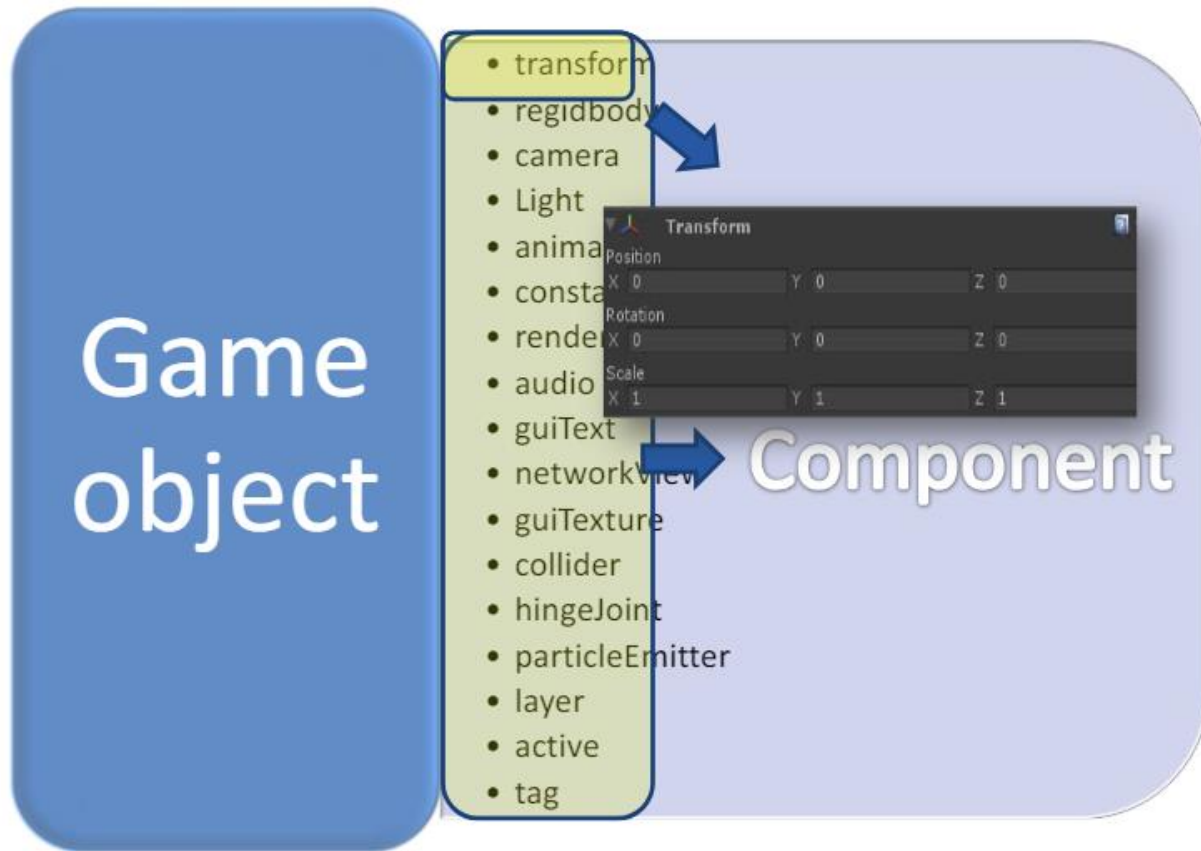 Game
object
• transform
• regidbody
• camera
• Light
• anima
• consta
• render
• audio
• guiText
• networkView
• guiTexture
• collider
• hingeJoint
• particleEmitter
• layer
• active
• tag
Transform
Position
X 0 Y 0 Z 0
Rotation
X 0 Y 0 Z 0
Scale
X 1 Y 1 Z 1
Component